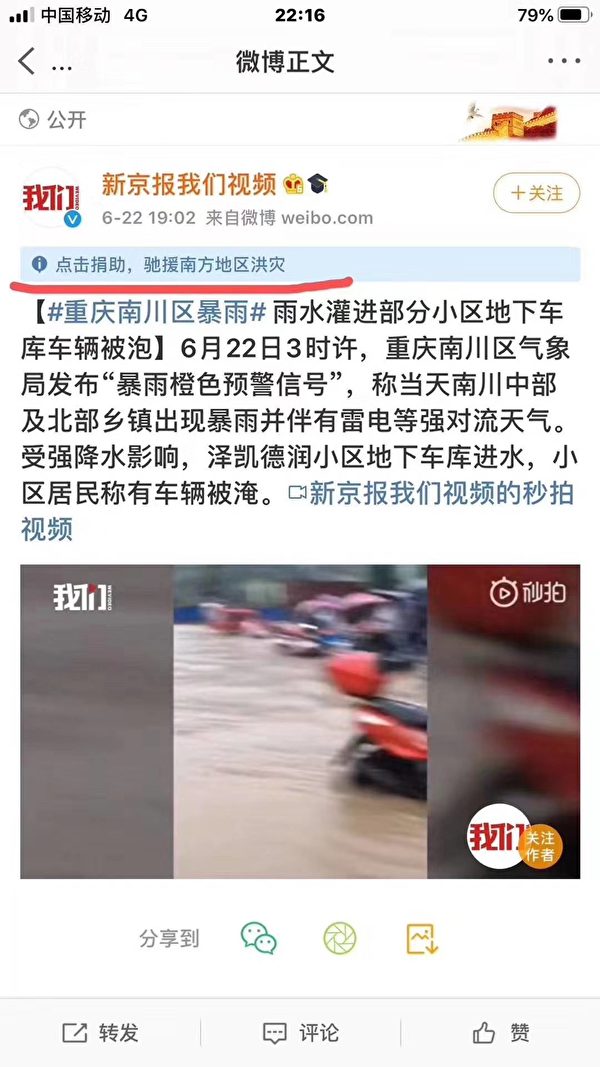 中国移动 4G 22:16 79%
... 微博正文 ...
公开
我们 新京报我们视频
+关注
6-22 19:02 来自微博 weibo.com
点击捐助，驰援南方地区洪灾
【#重庆南川区暴雨# 雨水灌进部分小区地下车
库车辆被泡】6月22日3时许，重庆南川区气象
局发布“暴雨橙色预警信号”，称当天南川中部
及北部乡镇出现暴雨并伴有雷电等强对流天气。
受强降水影响，泽凯德润小区地下车库进水，小
区居民称有车辆被淹。新京报我们视频的秒拍
视频
我们 秒拍
我们 关注
作者
分享到
转发 评论 赞